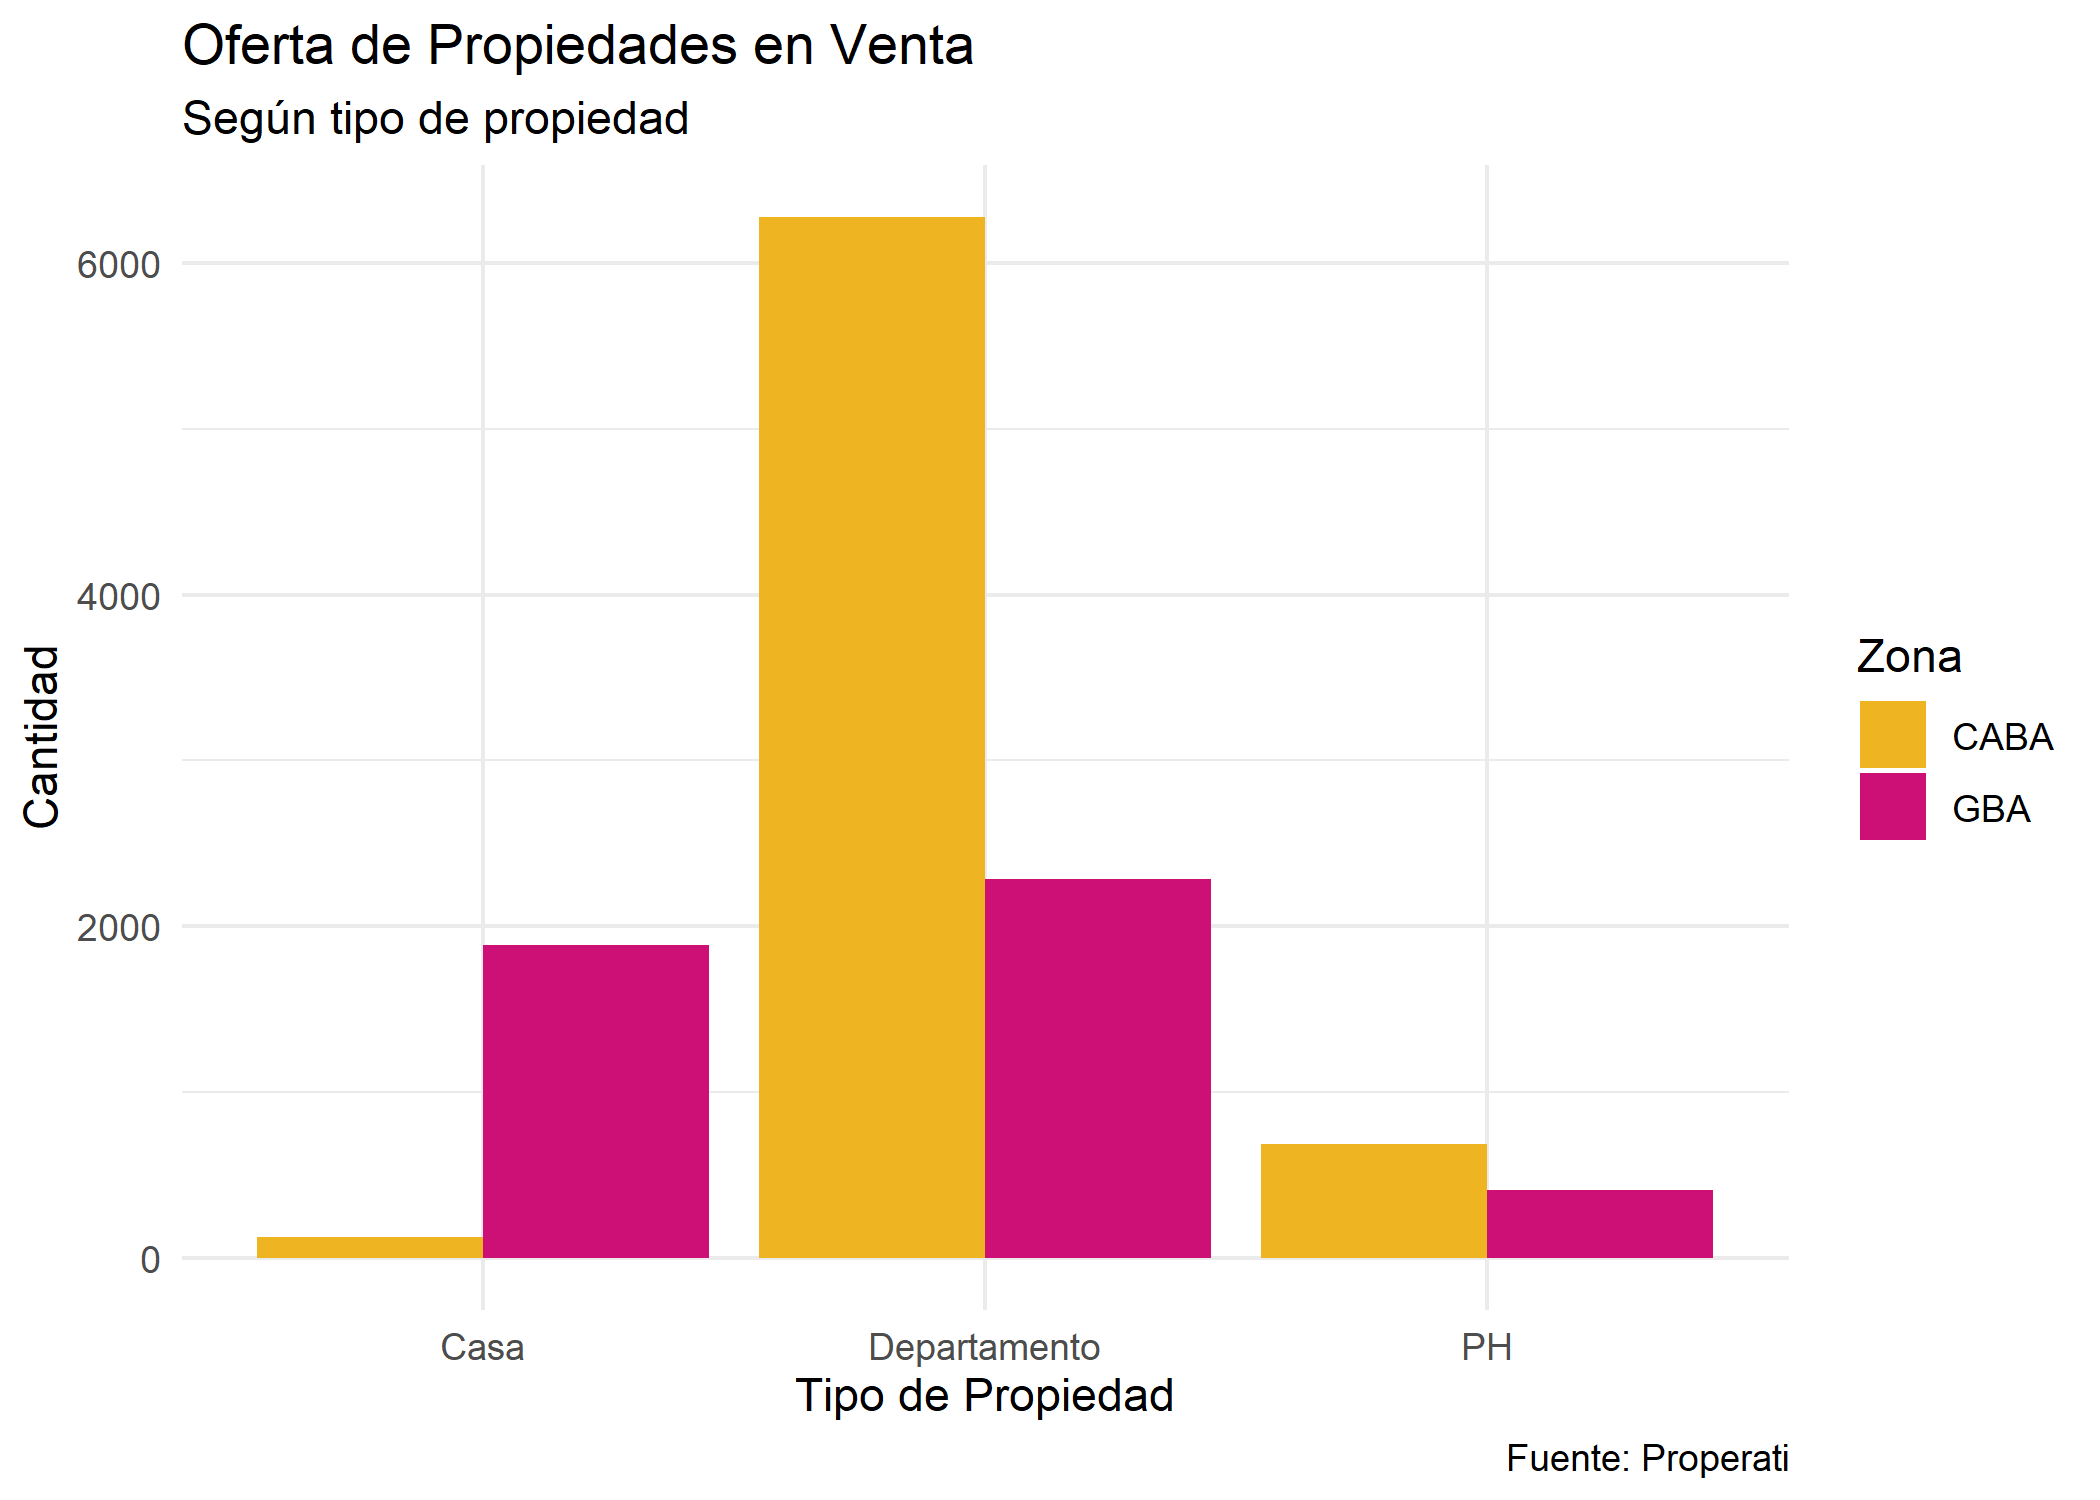 Oferta de Propiedades en Venta
Según tipo de propiedad
6000
4000
2000
0
Cantidad
Casa
Departamento
PH
Tipo de Propiedad
Zona
CABA
GBA
Fuente: Properati